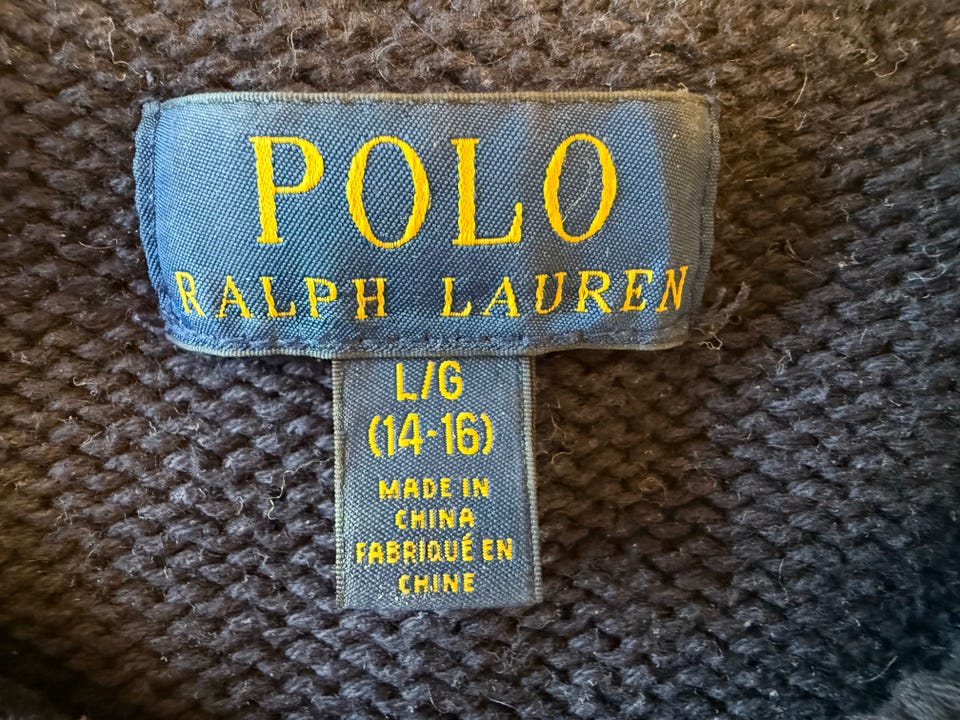 POLO
RALPH LAUREN
L/G
(14-16)
MADE IN
CHINA
FABRIQUÉ EN
CHINE